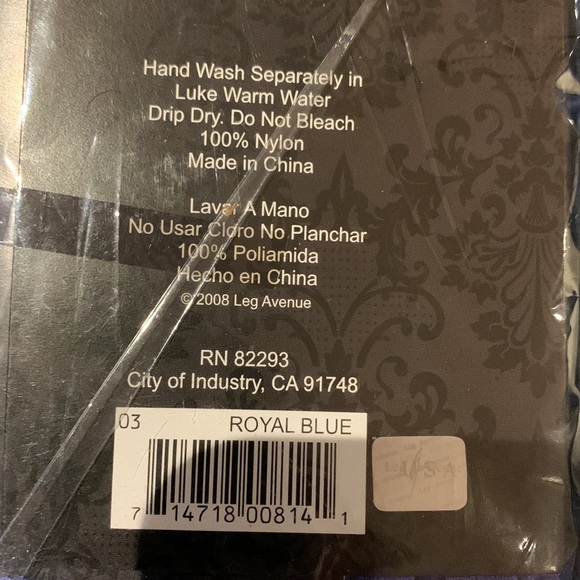 Hand Wash Separately in
Luke Warm Water
Drip Dry. Do Not Bleach
100% Nylon
Made in China
Lavar A Mano
No Usar Cloro No Planchar
100% Poliamida
Hecho en China
© 2008 Leg Avenue
RN 82293
City of Industry, CA 91748
03 ROYAL BLUE
7 14718 00814 1